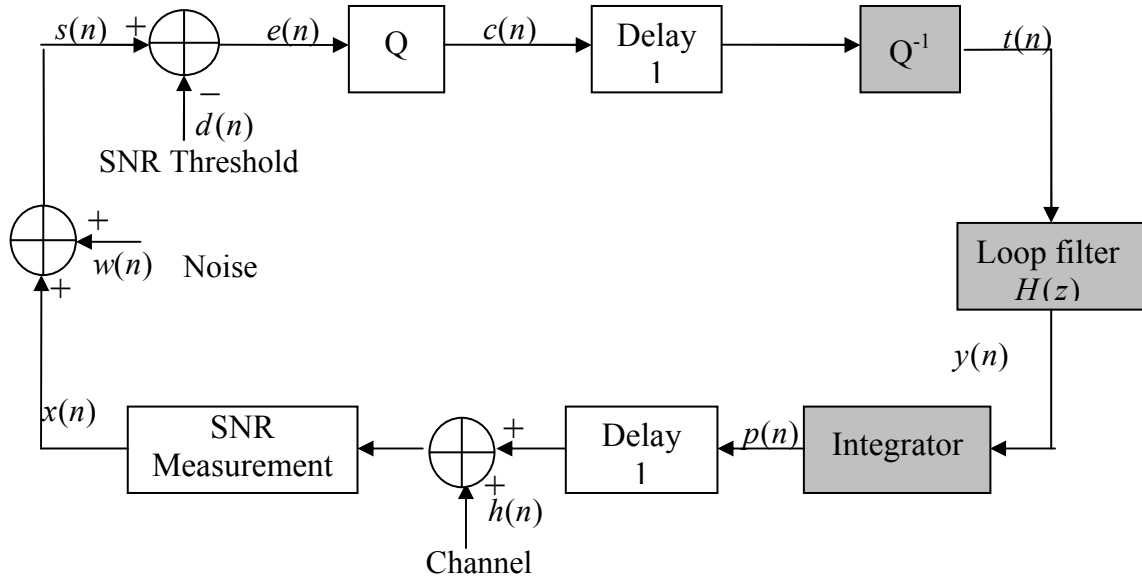 s(n)
+
e(n)
Q
c(n)
Delay
1
Q⁻¹
t(n)
−
d(n)
SNR Threshold
+
w(n)
Noise
+
Loop filter
H(z)
y(n)
x(n)
SNR
Measurement
+
+
h(n)
Channel
Delay
1
p(n)
Integrator